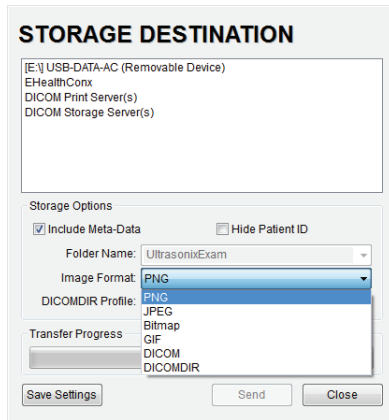 STORAGE DESTINATION
[E:\] USB-DATA-AC (Removable Device)
EHealthConx
DICOM Print Server(s)
DICOM Storage Server(s)
Storage Options
Include Meta-Data Hide Patient ID
Folder Name: UltrasonixExam
Image Format: PNG
DICOMDIR Profile: PNG
JPEG
Bitmap
GIF
DICOM
DICOMDIR
Transfer Progress
Save Settings Send Close